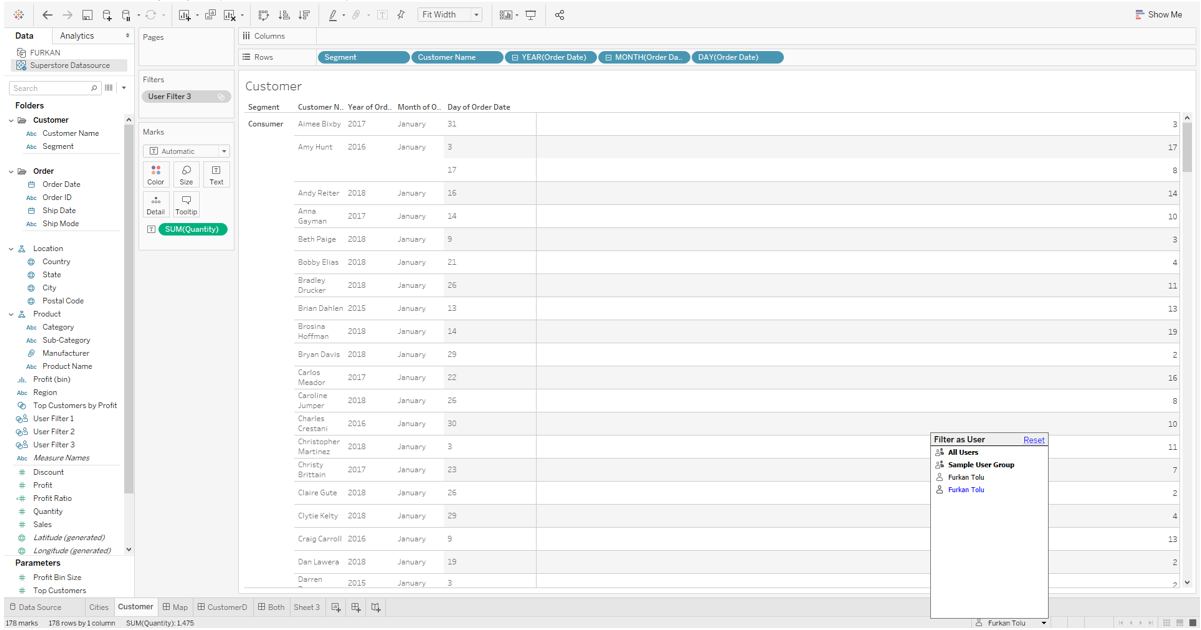 Fit Width
Show Me
Data
Analytics
Pages
Columns
FURKAN
Superstore Datasource
Rows
Segment
Customer Name
YEAR(Order Date)
MONTH(Order Da..
DAY(Order Date)
Search
Filters
User Filter 3
Folders
Customer
Abc Customer Name
Abc Segment
Order
Order Date
Abc Order ID
Ship Date
Abc Ship Mode
Location
Country
State
City
Postal Code
Product
Abc Category
Abc Sub-Category
Manufacturer
Abc Product Name
Profit (bin)
Abc Region
Top Customers by Profit
User Filter 1
User Filter 2
User Filter 3
Abc Measure Names
# Discount
# Profit
# Profit Ratio
# Quantity
# Sales
Latitude (generated)
Longitude (generated)
Parameters
# Profit Bin Size
# Top Customers
Marks
T Automatic
Color
Size
Text
Detail
Tooltip
T SUM(Quantity)
Customer
Segment Customer N.. Year of Ord.. Month of O.. Day of Order Date
Consumer Aimee Bixby 2017 January 31 3
Amy Hunt 2016 January 3 17
17 8
Andy Reiter 2018 January 16 14
Anna
Gayman 2017 January 14 10
Beth Paige 2018 January 9 3
Bobby Elias 2018 January 21 4
Bradley
Drucker 2018 January 26 11
Brian Dahlen 2015 January 13 13
Brosina
Hoffman 2018 January 14 19
Bryan Davis 2018 January 29 2
Carlos
Meador 2017 January 22 16
Caroline
Jumper 2018 January 26 8
Charles
Crestani 2016 January 30 10
Christopher
Martinez 2018 January 3 11
Christy
Brittain 2017 January 23 7
Claire Gute 2018 January 26 2
Clytie Kelty 2018 January 29 4
Craig Carroll 2016 January 9 13
Dan Lawera 2018 January 19 2
Darren 2015 January 3 2
Filter as User
Reset
All Users
Sample User Group
Furkan Tolu
Furkan Tolu
Data Source
Cities
Customer
Map
CustomerD
Both
Sheet 3
178 marks
178 rows by 1 column
SUM(Quantity): 1,475
Furkan Tolu